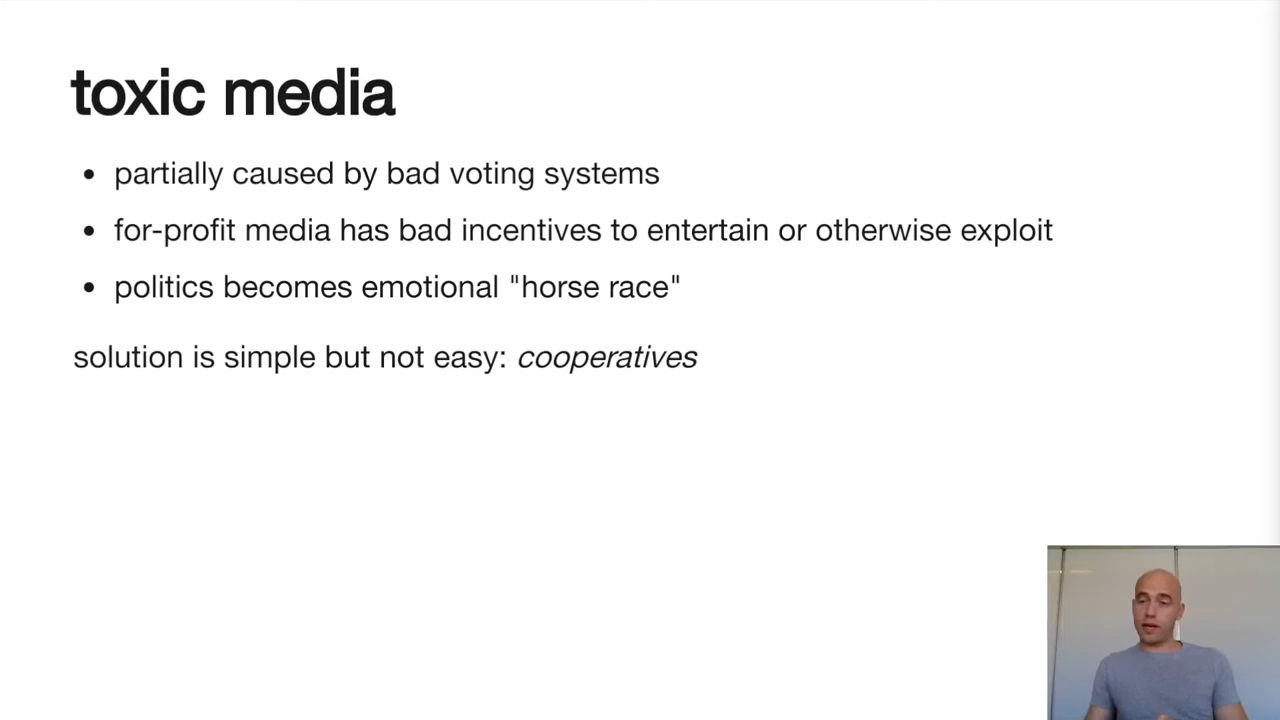 toxic media
• partially caused by bad voting systems
• for-profit media has bad incentives to entertain or otherwise exploit
• politics becomes emotional "horse race"
solution is simple but not easy: cooperatives